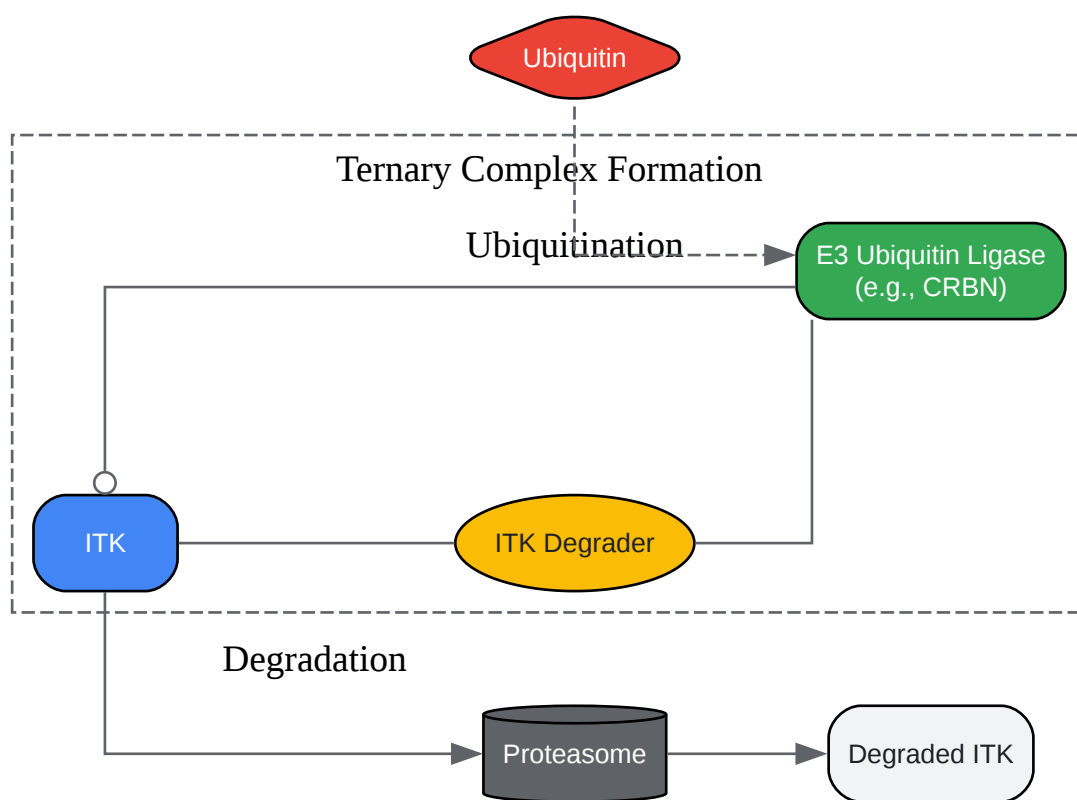 Ubiquitin
Ternary Complex Formation
Ubiquitination
E3 Ubiquitin Ligase
(e.g., CRBN)
ITK
ITK Degrader
Degradation
Proteasome
Degraded ITK